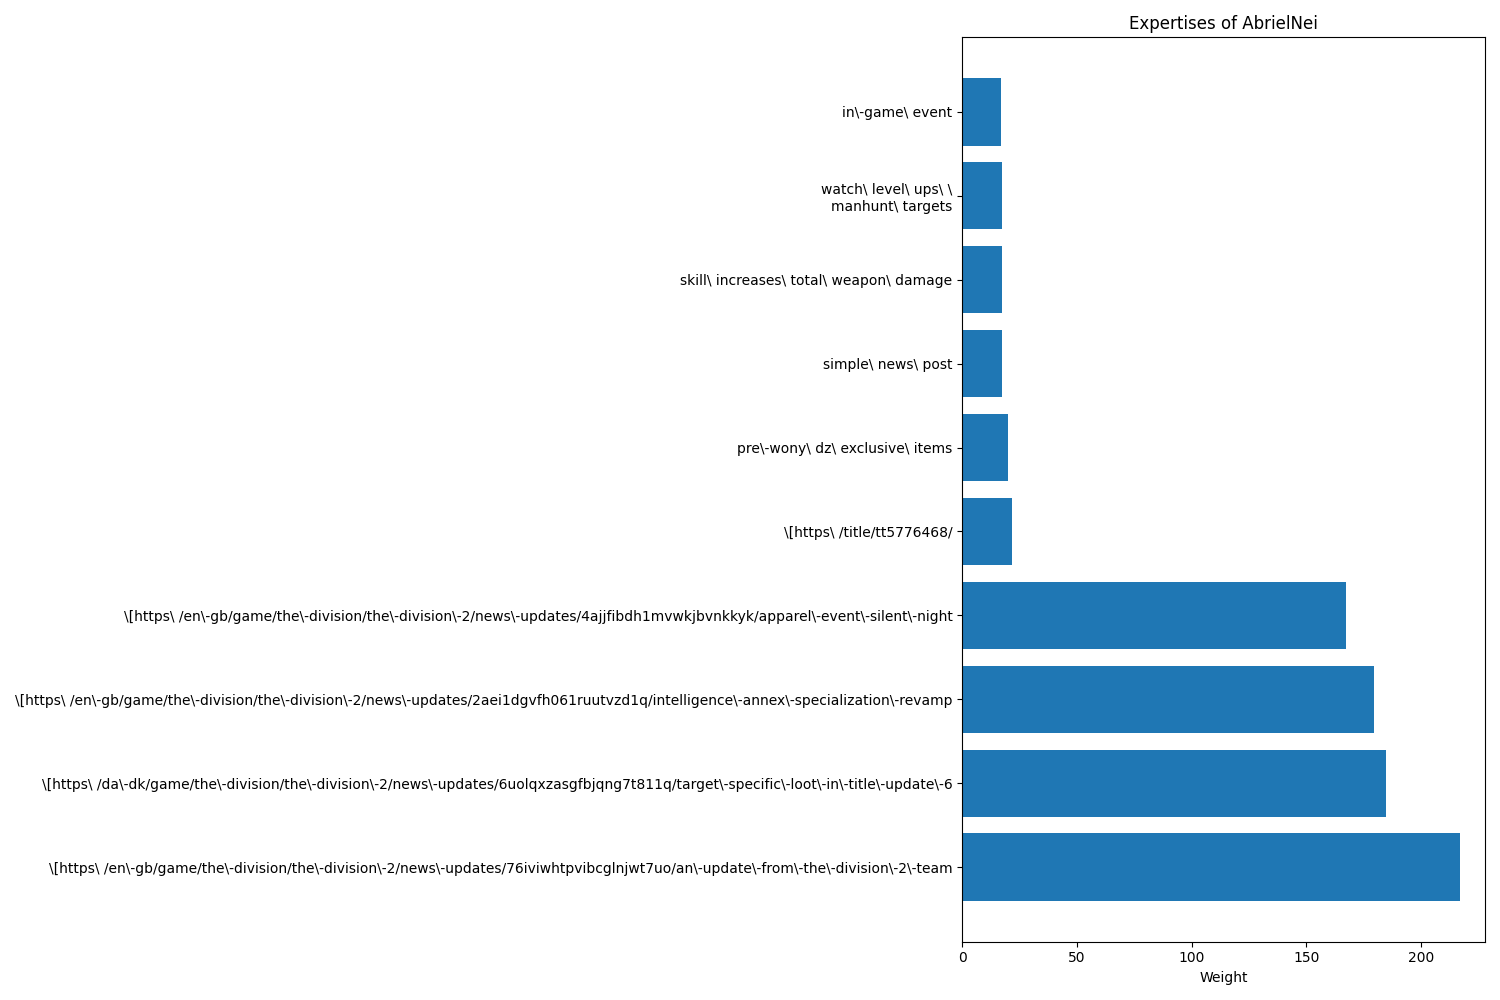 Expertises of AbrielNei
in\-game\ event
watch\ level\ ups\ \
manhunt\ targets
skill\ increases\ total\ weapon\ damage
simple\ news\ post
pre\-wony\ dz\ exclusive\ items
\[https\ /title/tt5776468/
\[https\ /en\-gb/game/the\-division/the\-division\-2/news\-updates/4ajjfibdh1mvwkjbvnkkyk/apparel\-event\-silent\-night
\[https\ /en\-gb/game/the\-division/the\-division\-2/news\-updates/2aei1dgvfh061ruutvzd1q/intelligence\-annex\-specialization\-revamp
\[https\ /da\-dk/game/the\-division/the\-division\-2/news\-updates/6uolqxzasgfbjqng7t811q/target\-specific\-loot\-in\-title\-update\-6
\[https\ /en\-gb/game/the\-division/the\-division\-2/news\-updates/76iviwhtpvibcglnjwt7uo/an\-update\-from\-the\-division\-2\-team
0 50 100 150 200
Weight